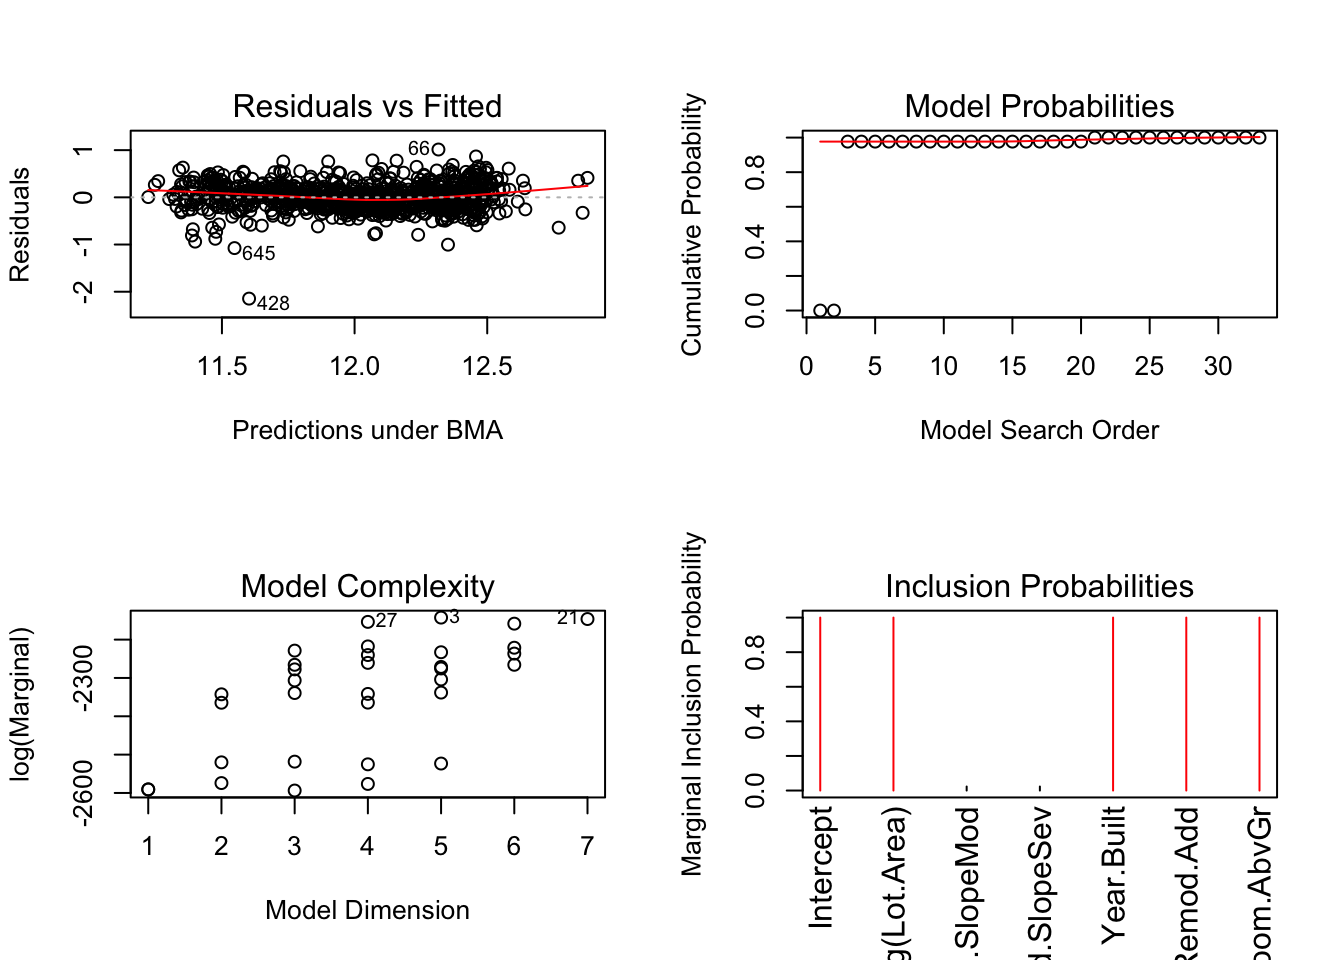 Residuals vs Fitted
Residuals
1
0
-1
-2
66
645
428
11.5 12.0 12.5
Predictions under BMA
Model Probabilities
Cumulative Probability
0.8
0.4
0.0
0 5 10 15 20 25 30
Model Search Order
Model Complexity
log(Marginal)
-2300
-2600
27
3
21
1 2 3 4 5 6 7
Model Dimension
Inclusion Probabilities
Marginal Inclusion Probability
0.8
0.4
0.0
Intercept
g(Lot.Area)
.SlopeMod
d.SlopeSev
Year.Built
Remod.Add
oom.AbvGr